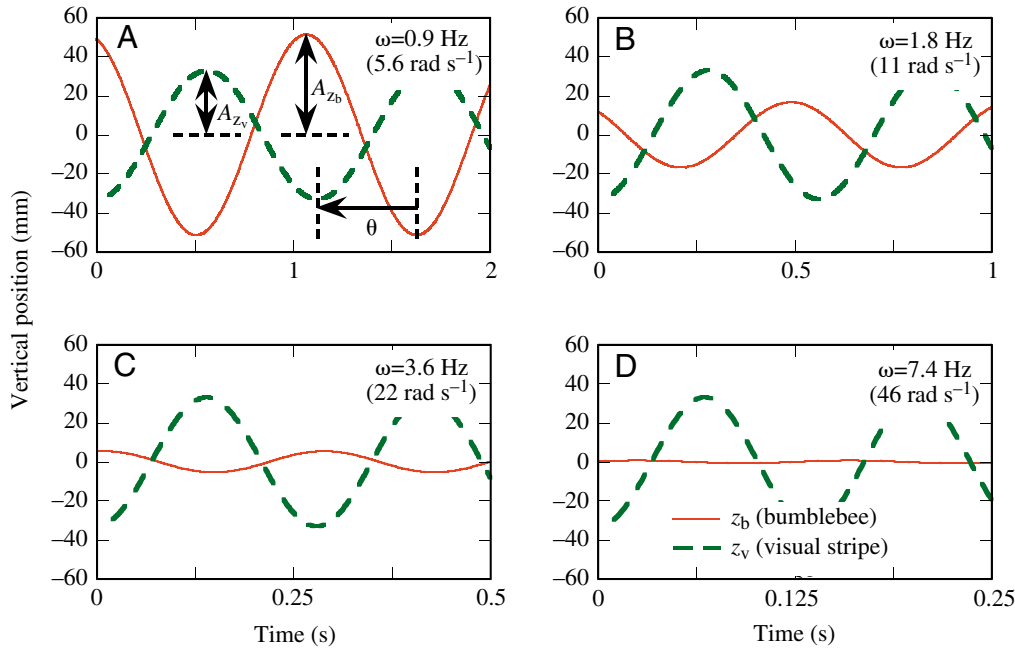 Vertical position (mm)
A
ω=0.9 Hz
(5.6 rad s⁻¹)
60
40
20
0
–20
–40
–60
A_{z_v}
A_{z_b}
θ
0
1
2
B
ω=1.8 Hz
(11 rad s⁻¹)
60
40
20
0
–20
–40
–60
0
0.5
1
C
ω=3.6 Hz
(22 rad s⁻¹)
60
40
20
0
–20
–40
–60
0
0.25
0.5
Time (s)
D
ω=7.4 Hz
(46 rad s⁻¹)
60
40
20
0
–20
–40
–60
z_b (bumblebee)
z_v (visual stripe)
0
0.125
0.25
Time (s)